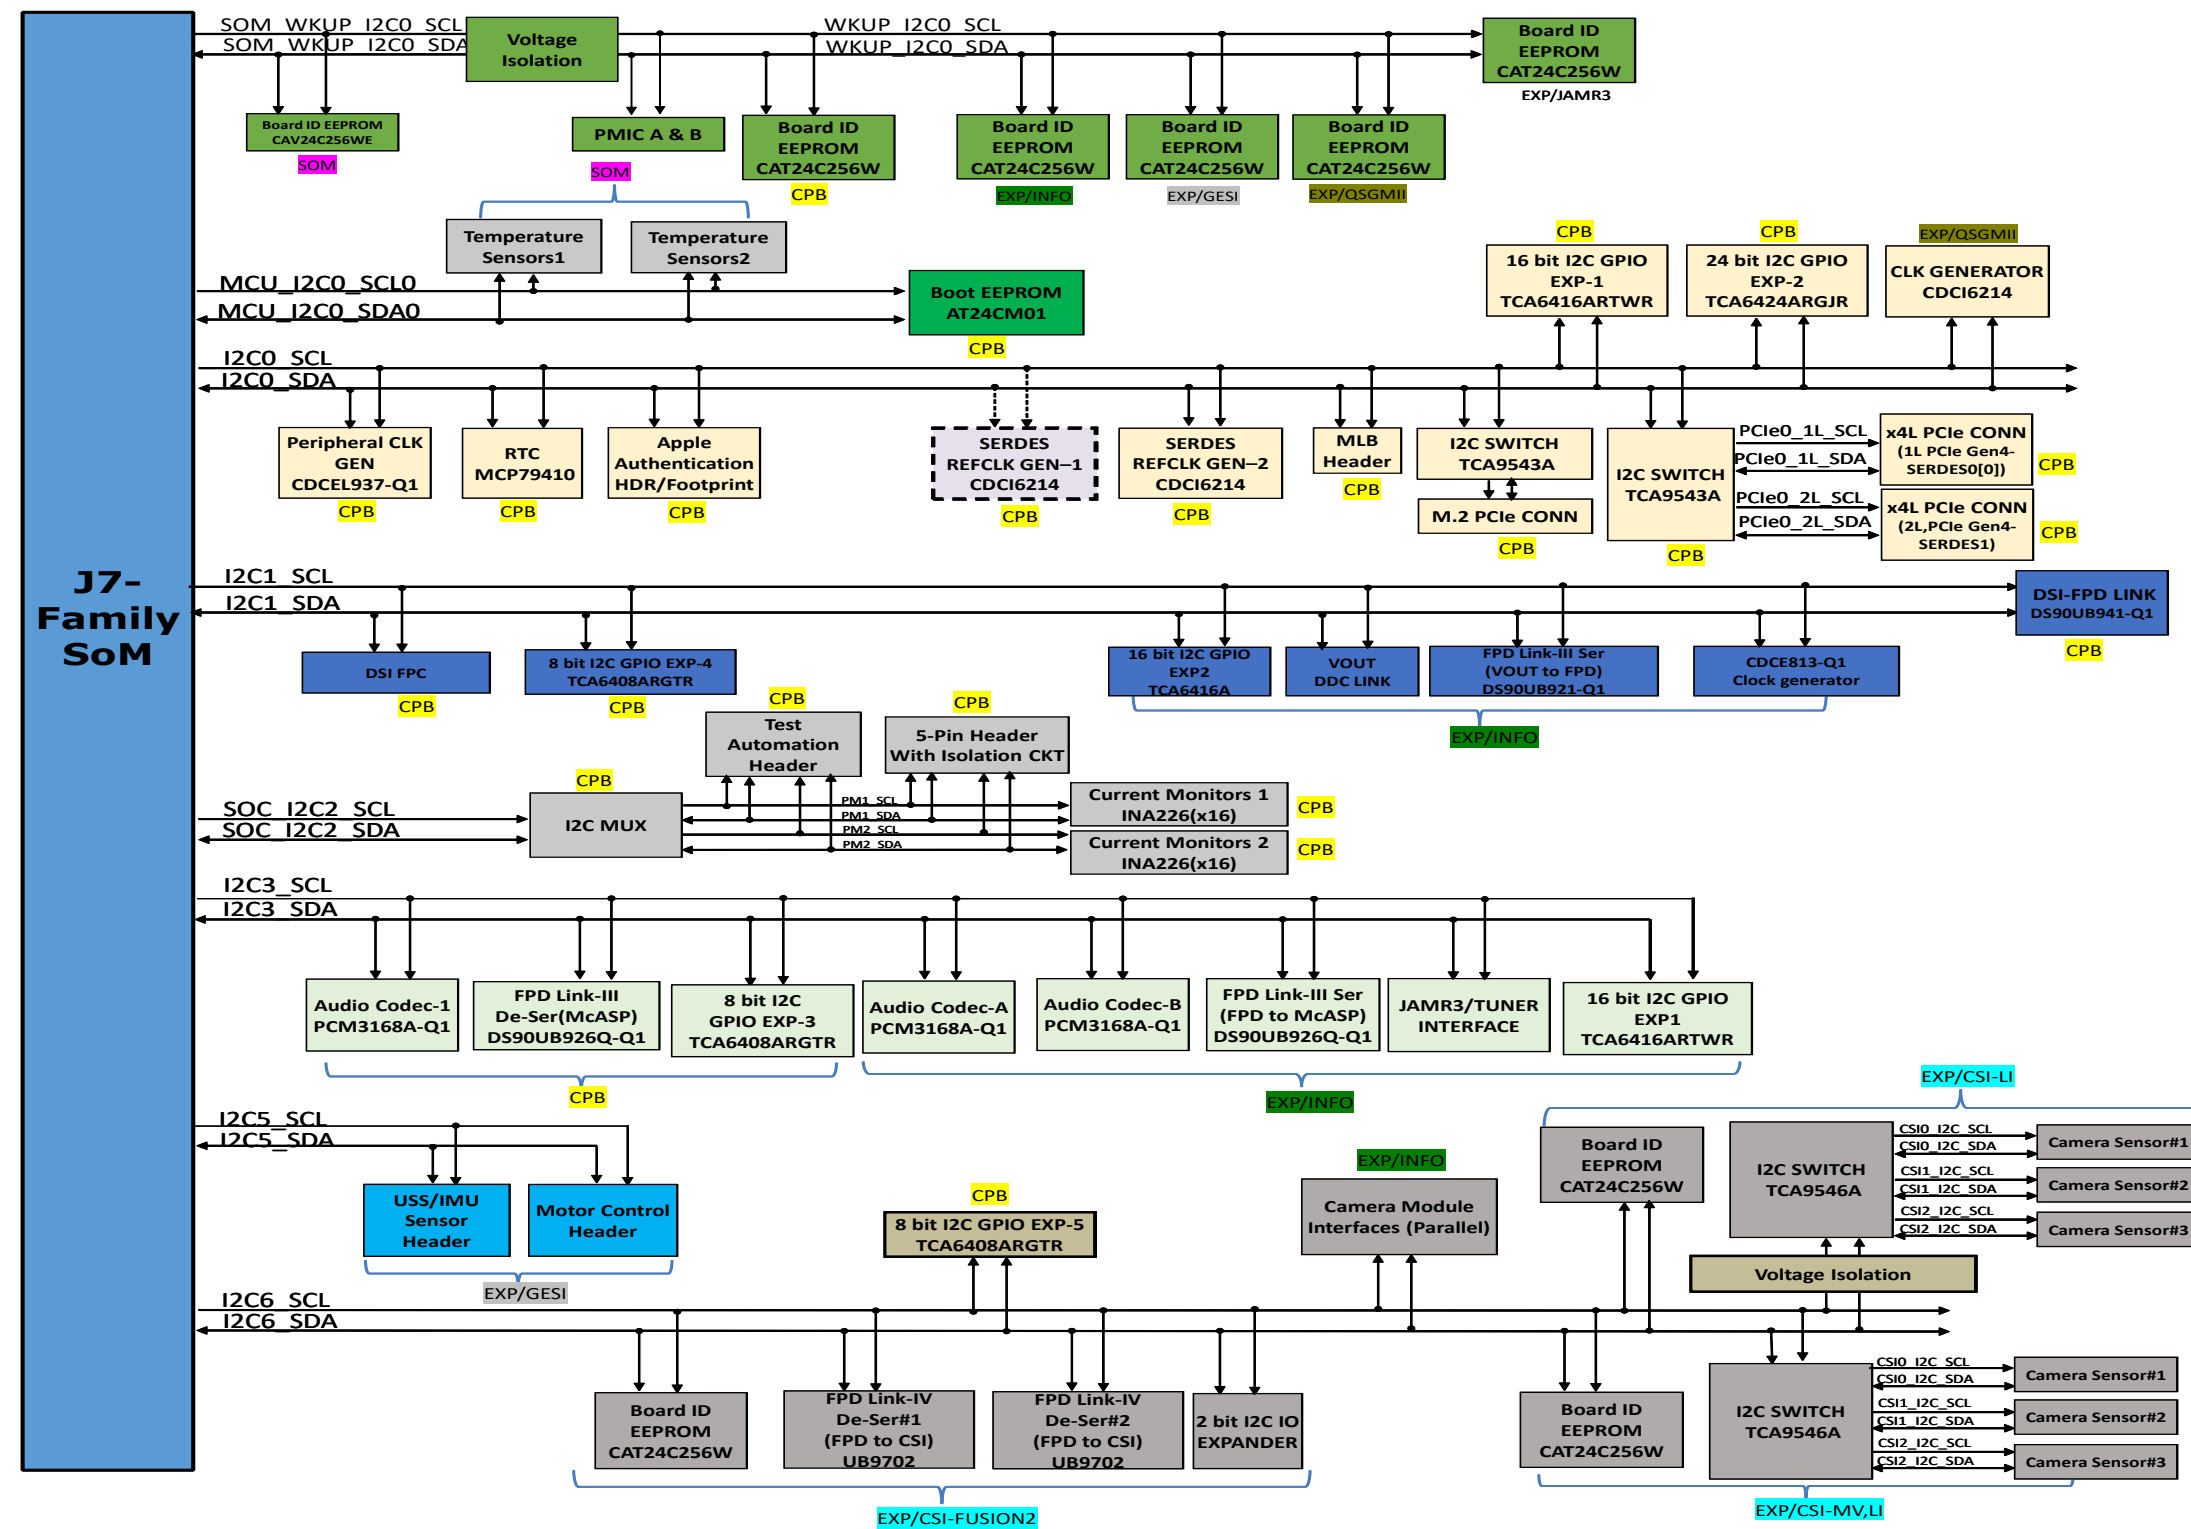 J7-
Family
SoM
SOM_WKUP_I2C0_SCL
SOM_WKUP_I2C0_SDA
Voltage
Isolation
WKUP_I2C0_SCL
WKUP_I2C0_SDA
Board ID
EEPROM
CAT24C256W
EXP/JAMR3
Board ID EEPROM
CAV24C256WE
SOM
PMIC A & B
SOM
Board ID
EEPROM
CAT24C256W
CPB
Board ID
EEPROM
CAT24C256W
EXP/INFO
Board ID
EEPROM
CAT24C256W
EXP/GESI
Board ID
EEPROM
CAT24C256W
EXP/QSGMII
Temperature
Sensors1
Temperature
Sensors2
MCU_I2C0_SCL0
MCU_I2C0_SDA0
Boot EEPROM
AT24CM01
CPB
CPB
16 bit I2C GPIO
EXP-1
TCA6416ARTWR
CPB
24 bit I2C GPIO
EXP-2
TCA6424ARGJR
EXP/QSGMII
CLK GENERATOR
CDCI6214
I2C0_SCL
I2C0_SDA
Peripheral CLK
GEN
CDCEL937-Q1
CPB
RTC
MCP79410
CPB
Apple
Authentication
HDR/Footprint
CPB
SERDES
REFCLK GEN–1
CDCI6214
CPB
SERDES
REFCLK GEN–2
CDCI6214
CPB
MLB
Header
CPB
I2C SWITCH
TCA9543A
M.2 PCIe CONN
CPB
I2C SWITCH
TCA9543A
CPB
PCIe0_1L_SCL
PCIe0_1L_SDA
PCIe0_2L_SCL
PCIe0_2L_SDA
x4L PCIe CONN
(1L PCIe Gen4-
SERDES0[0])
CPB
x4L PCIe CONN
(2L,PCIe Gen4-
SERDES1)
CPB
I2C1_SCL
I2C1_SDA
DSI-FPD LINK
DS90UB941-Q1
CPB
DSI FPC
CPB
8 bit I2C GPIO EXP-4
TCA6408ARGTR
CPB
16 bit I2C GPIO
EXP2
TCA6416A
VOUT
DDC LINK
FPD Link-III Ser
(VOUT to FPD)
DS90UB921-Q1
CDCE813-Q1
Clock generator
EXP/INFO
CPB
Test
Automation
Header
CPB
5-Pin Header
With Isolation CKT
SOC_I2C2_SCL
SOC_I2C2_SDA
CPB
I2C MUX
PM1_SCL
PM1_SDA
PM2_SCL
PM2_SDA
Current Monitors 1
INA226(x16)
CPB
Current Monitors 2
INA226(x16)
CPB
I2C3_SCL
I2C3_SDA
Audio Codec-1
PCM3168A-Q1
FPD Link-III
De-Ser(McASP)
DS90UB926Q-Q1
8 bit I2C
GPIO EXP-3
TCA6408ARGTR
CPB
Audio Codec-A
PCM3168A-Q1
Audio Codec-B
PCM3168A-Q1
FPD Link-III Ser
(FPD to McASP)
DS90UB926Q-Q1
JAMR3/TUNER
INTERFACE
16 bit I2C GPIO
EXP1
TCA6416ARTWR
EXP/INFO
I2C5_SCL
I2C5_SDA
USS/IMU
Sensor
Header
Motor Control
Header
EXP/GESI
CPB
8 bit I2C GPIO EXP-5
TCA6408ARGTR
EXP/INFO
Camera Module
Interfaces (Parallel)
EXP/CSI-LI
Board ID
EEPROM
CAT24C256W
I2C SWITCH
TCA9546A
CSI0_I2C_SCL
CSI0_I2C_SDA
CSI1_I2C_SCL
CSI1_I2C_SDA
CSI2_I2C_SCL
CSI2_I2C_SDA
Camera Sensor#1
Camera Sensor#2
Camera Sensor#3
Voltage Isolation
I2C6_SCL
I2C6_SDA
Board ID
EEPROM
CAT24C256W
FPD Link-IV
De-Ser#1
(FPD to CSI)
UB9702
FPD Link-IV
De-Ser#2
(FPD to CSI)
UB9702
2 bit I2C IO
EXPANDER
EXP/CSI-FUSION2
Board ID
EEPROM
CAT24C256W
I2C SWITCH
TCA9546A
CSI0_I2C_SCL
CSI0_I2C_SDA
CSI1_I2C_SCL
CSI1_I2C_SDA
CSI2_I2C_SCL
CSI2_I2C_SDA
Camera Sensor#1
Camera Sensor#2
Camera Sensor#3
EXP/CSI-MV,LI